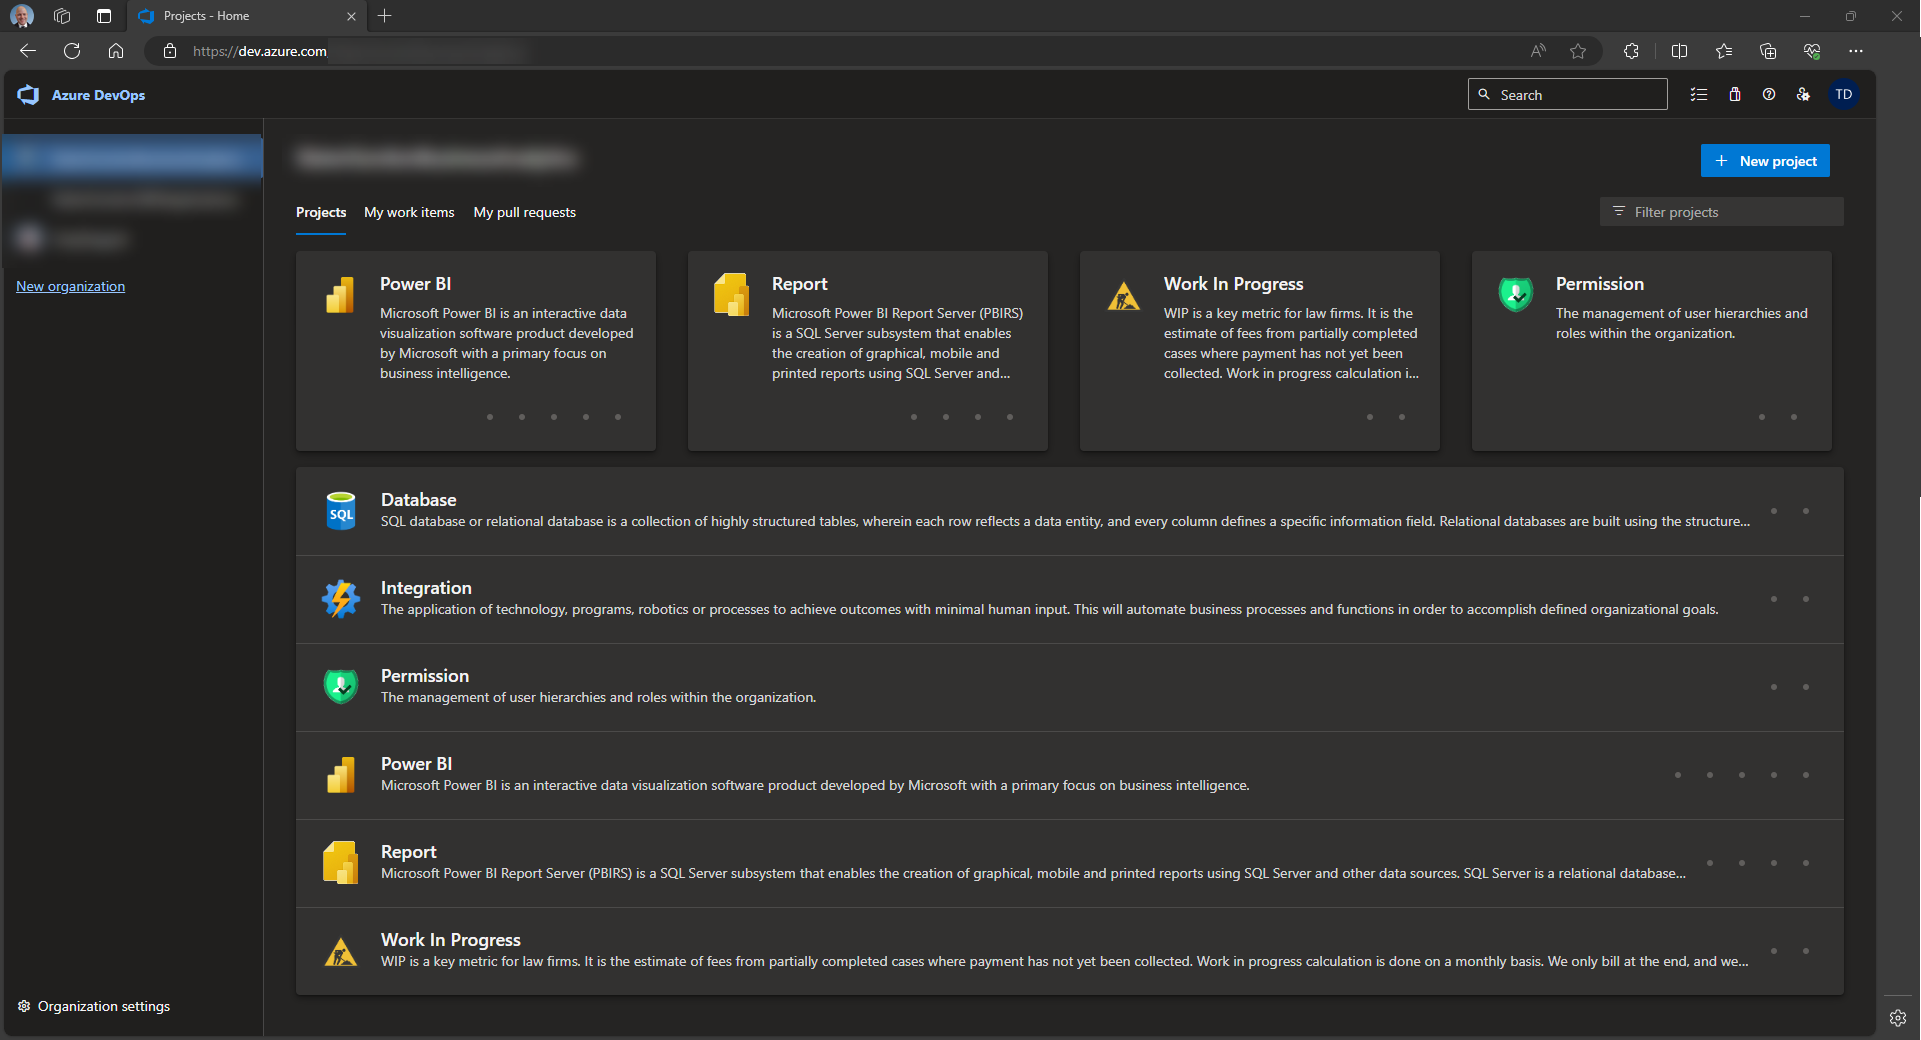 Projects - Home
https://dev.azure.com
Azure DevOps
Search
TD
New project
Projects My work items My pull requests
Filter projects
New organization
Power BI
Microsoft Power BI is an interactive data
visualization software product developed
by Microsoft with a primary focus on
business intelligence.
Report
Microsoft Power BI Report Server (PBIRS)
is a SQL Server subsystem that enables
the creation of graphical, mobile and
printed reports using SQL Server and...
Work In Progress
WIP is a key metric for law firms. It is the
estimate of fees from partially completed
cases where payment has not yet been
collected. Work in progress calculation i...
Permission
The management of user hierarchies and
roles within the organization.
SQL
Database
SQL database or relational database is a collection of highly structured tables, wherein each row reflects a data entity, and every column defines a specific information field. Relational databases are built using the structure...
Integration
The application of technology, programs, robotics or processes to achieve outcomes with minimal human input. This will automate business processes and functions in order to accomplish defined organizational goals.
Permission
The management of user hierarchies and roles within the organization.
Power BI
Microsoft Power BI is an interactive data visualization software product developed by Microsoft with a primary focus on business intelligence.
Report
Microsoft Power BI Report Server (PBIRS) is a SQL Server subsystem that enables the creation of graphical, mobile and printed reports using SQL Server and other data sources. SQL Server is a relational database...
Work In Progress
WIP is a key metric for law firms. It is the estimate of fees from partially completed cases where payment has not yet been collected. Work in progress calculation is done on a monthly basis. We only bill at the end, and we...
Organization settings